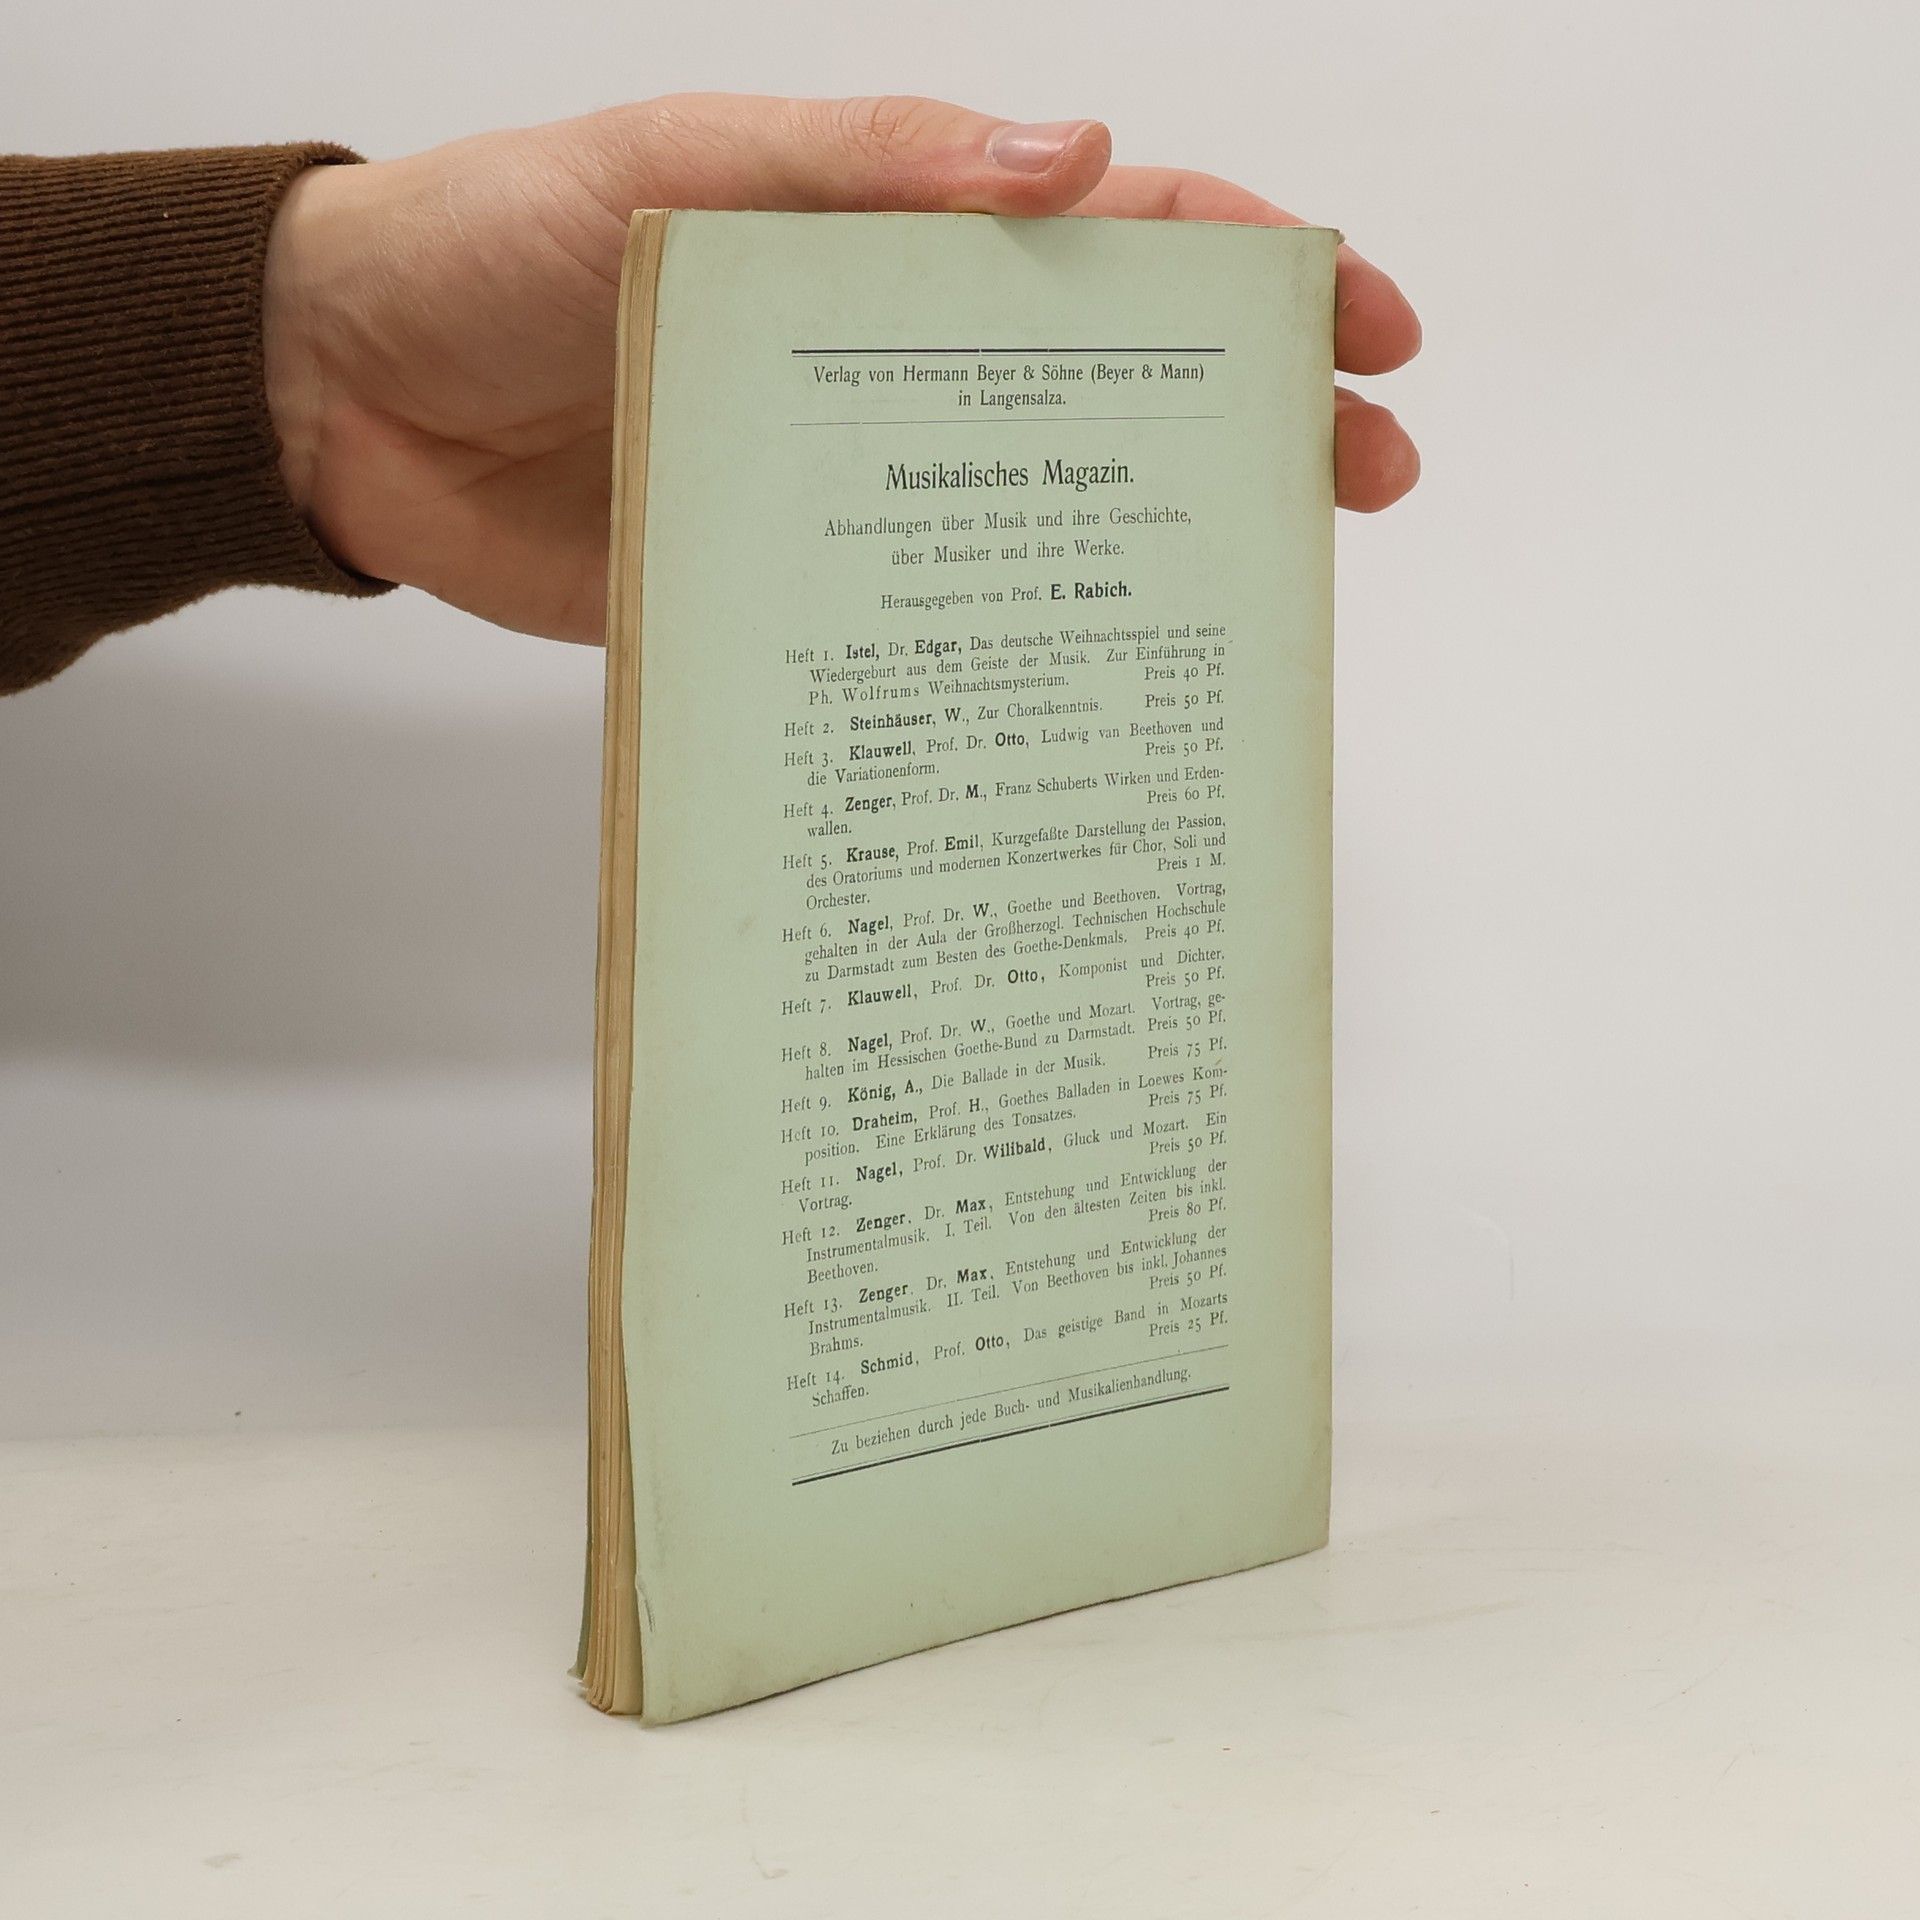 Verlag von Hermann Beyer & Söhne (Beyer & Mann)
in Langensalza.
Musikalisches Magazin.
Abhandlungen über Musik und ihre Geschichte,
über Musiker und ihre Werke.
Herausgegeben von Prof. E. Rabich.
Heft 1. Istel, Dr. Edgar, Das deutsche Weihnachtsspiel und seine
Wiedergeburt aus dem Geiste der Musik. Zur Einführung in
Ph. Wolfrums Weihnachtsmysterium. Preis 40 Pf.
Heft 2. Steinhäuser, W., Zur Choralkenntnis. Preis 50 Pf.
Heft 3. Klauwell, Prof. Dr. Otto, Ludwig van Beethoven und
die Variationenform. Preis 50 Pf.
Heft 4. Zenger, Prof. Dr. M., Franz Schuberts Wirken und Erden-
wallen. Preis 60 Pf.
Heft 5. Krause, Prof. Emil, Kurzgefaßte Darstellung der Passion,
des Oratoriums und modernen Konzertwerkes für Chor, Soli und
Orchester. Preis 1 M.
Heft 6. Nagel, Prof. Dr. W., Goethe und Beethoven. Vortrag,
gehalten in der Aula der Großherzogl. Technischen Hochschule
zu Darmstadt zum Besten des Goethe-Denkmals. Preis 40 Pf.
Heft 7. Klauwell, Prof. Dr. Otto, Komponist und Dichter.
Preis 50 Pf.
Heft 8. Nagel, Prof. Dr. W., Goethe und Mozart. Vortrag, ge-
halten im Hessischen Goethe-Bund zu Darmstadt. Preis 50 Pf.
Heft 9. König, A., Die Ballade in der Musik. Preis 75 Pf.
Heft 10. Draheim, Prof. H., Goethes Balladen in Loewes Kom-
position. Eine Erklärung des Tonsatzes. Preis 75 Pf.
Heft 11. Nagel, Prof. Dr. Willbald, Gluck und Mozart. Ein
Vortrag. Preis 50 Pf.
Heft 12. Zenger, Dr. Max, Entstehung und Entwicklung der
Instrumentalmusik. I. Teil. Von den ältesten Zeiten bis inkl.
Beethoven. Preis 80 Pf.
Heft 13. Zenger, Dr. Max, Entstehung und Entwicklung der
Instrumentalmusik. II. Teil. Von Beethoven bis inkl. Johannes
Brahms. Preis 50 Pf.
Heft 14. Schmid, Prof. Otto, Das geistige Band in Mozarts
Schaffen. Preis 25 Pf.
Zu beziehen durch jede Buch- und Musikalienhandlung.